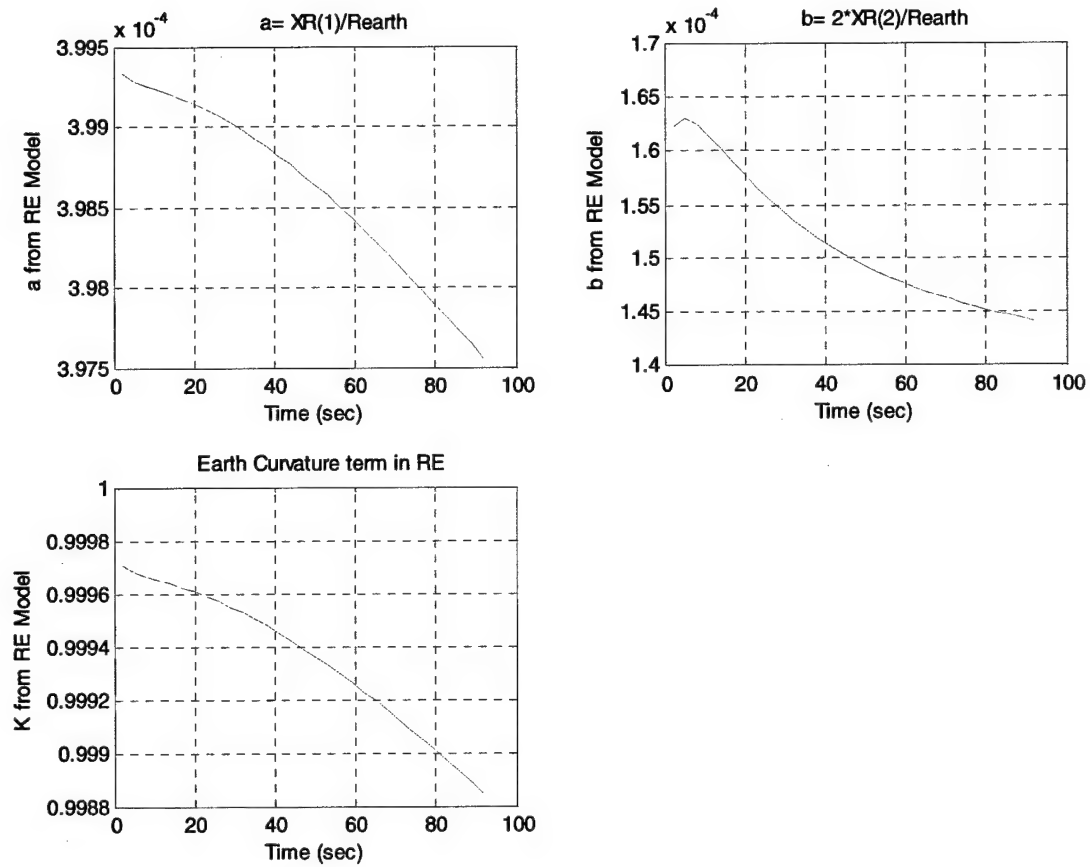 x 10^-4
a= XR(1)/Rearth
3.995
3.99
3.985
3.98
3.975
a from RE Model
0 20 40 60 80 100
Time (sec)
x 10^-4
b= 2*XR(2)/Rearth
1.7
1.65
1.6
1.55
1.5
1.45
1.4
b from RE Model
0 20 40 60 80 100
Time (sec)
Earth Curvature term in RE
1
0.9998
0.9996
0.9994
0.9992
0.999
0.9988
K from RE Model
0 20 40 60 80 100
Time (sec)